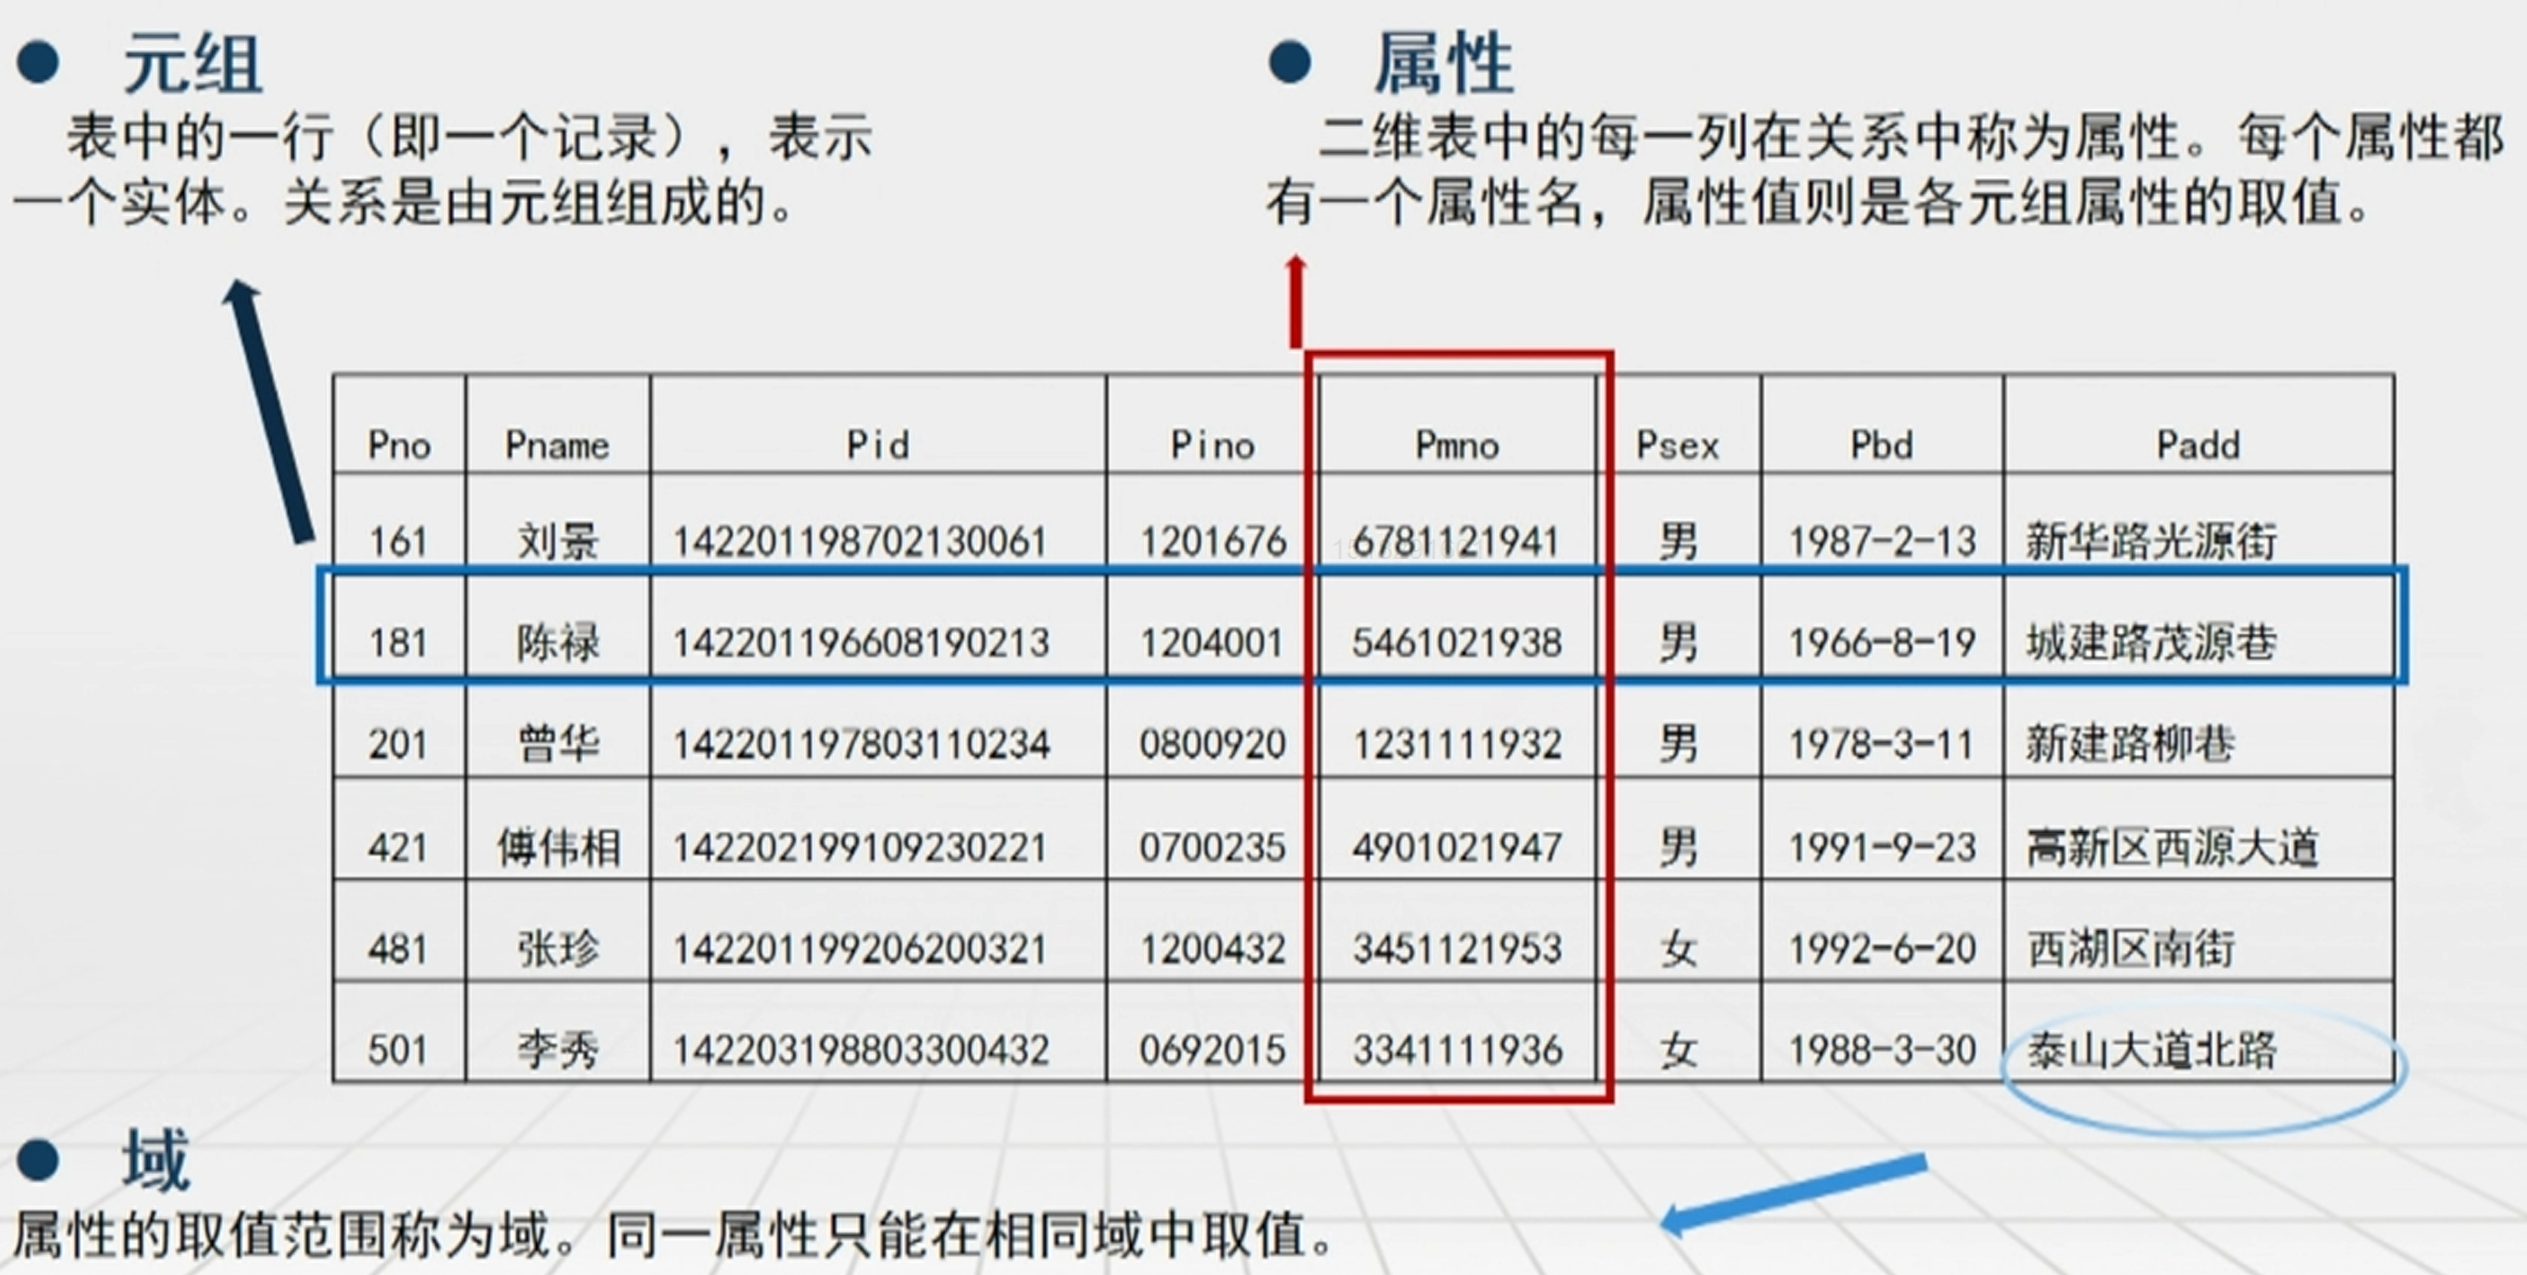 元组
表中的一行（即一个记录），表示
一个实体。关系是由元组组成的。
属性
二维表中的每一列在关系中称为属性。每个属性都
有一个属性名，属性值则是各元组属性的取值。
Pno Pname Pid Pino Pmno Psex Pbd Padd
161 刘景 142201198702130061 1201676 6781121941 男 1987-2-13 新华路光源街
181 陈禄 142201196608190213 1204001 5461021938 男 1966-8-19 城建路茂源巷
201 曾华 142201197803110234 0800920 1231111932 男 1978-3-11 新建路柳巷
421 傅伟相 142202199109230221 0700235 4901021947 男 1991-9-23 高新区西源大道
481 张珍 142201199206200321 1200432 3451121953 女 1992-6-20 西湖区南街
501 李秀 142203198803300432 0692015 3341111936 女 1988-3-30 泰山大道北路
域
属性的取值范围称为域。同一属性只能在相同域中取值。